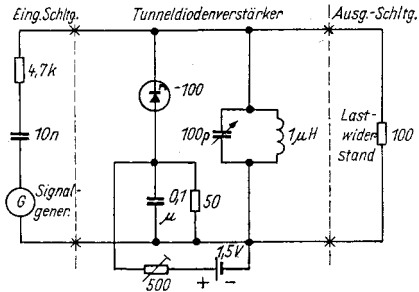 Eing.Schltg.
Tunneldiodenverstärker
Ausg.-Schltg.
4,7k
-100
10n
100p
1µH
Last-
wider
stand
100
G
Signal-
gener.
0,1
µ
50
1,5V
500
+ -